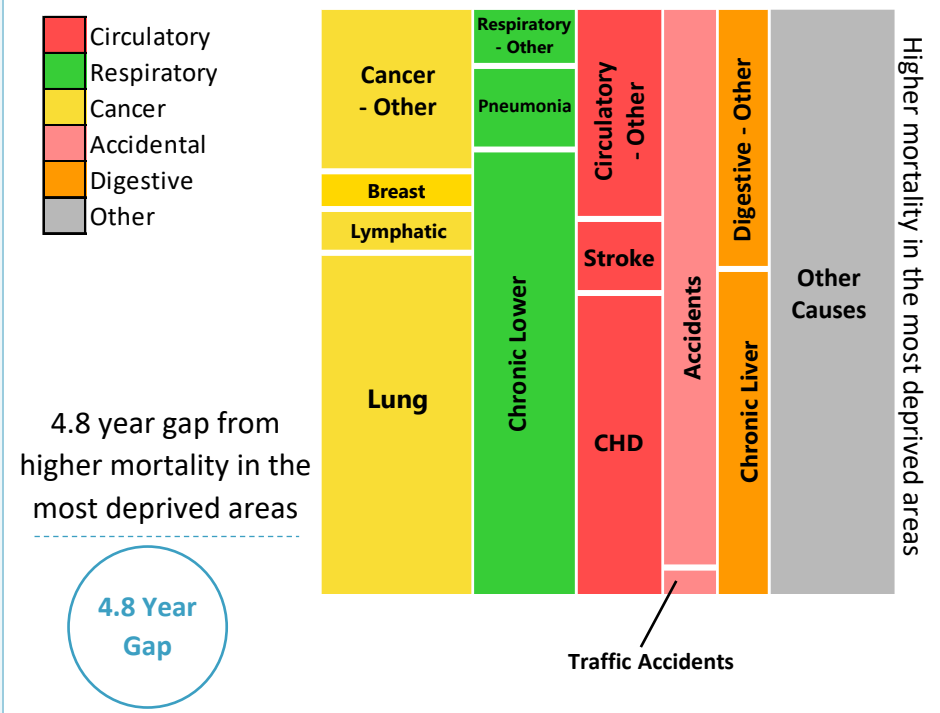 Circulatory
Respiratory
Cancer
Accidental
Digestive
Other
4.8 year gap from
higher mortality in the
most deprived areas
4.8 Year
Gap
Cancer
- Other
Breast
Lymphatic
Lung
Respiratory
- Other
Pneumonia
Chronic Lower
Circulatory
- Other
Stroke
CHD
Accidents
Traffic Accidents
Digestive - Other
Chronic Liver
Other
Causes
Higher mortality in the most deprived areas